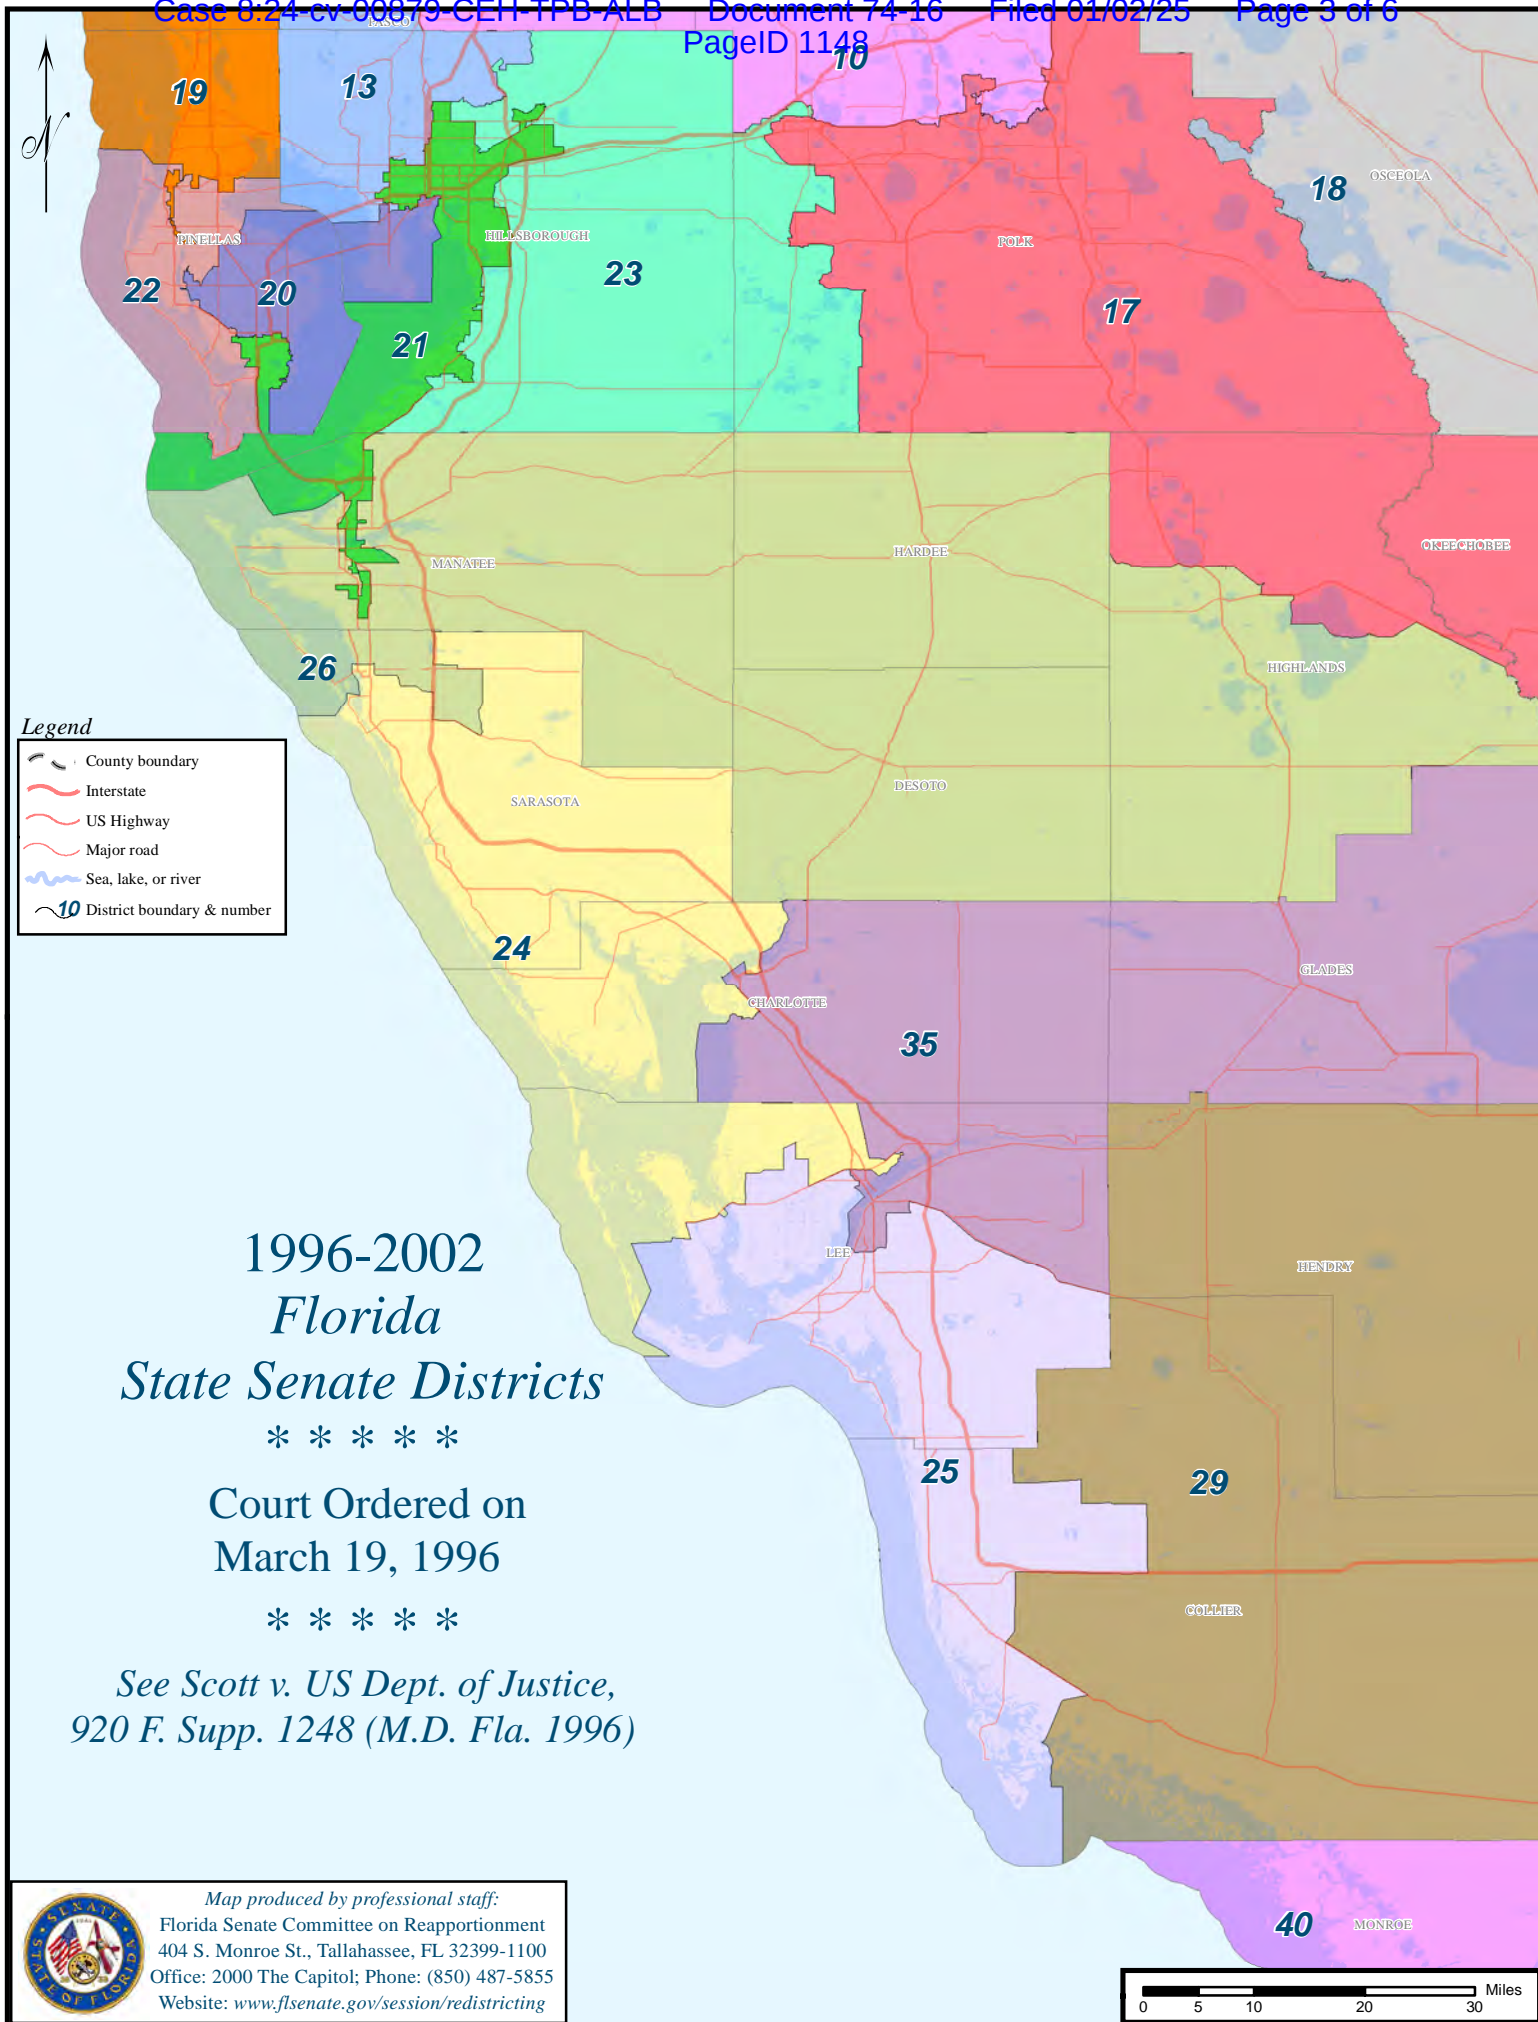 Case 8:24-cv-00879-CEH-TPB-ALB Document 74-16 Filed 01/02/25 Page 3 of 6
PageID 1148
PASCO
10
19
13
N
18
OSCEOLA
PINELLAS
HILLSBOROUGH
POLK
22
20
23
17
21
OKEECHOBEE
HARDEE
MANATEE
26
HIGHLANDS
Legend
County boundary
Interstate
US Highway
Major road
Sea, lake, or river
10 District boundary & number
DESOTO
SARASOTA
24
GLADES
CHARLOTTE
35
1996-2002
Florida
State Senate Districts
* * * * *
Court Ordered on
March 19, 1996
* * * * *
See Scott v. US Dept. of Justice,
920 F. Supp. 1248 (M.D. Fla. 1996)
LEE
HENDRY
25
29
COLLIER
40
MONROE
SENATE
STATE OF FLORIDA
Map produced by professional staff:
Florida Senate Committee on Reapportionment
404 S. Monroe St., Tallahassee, FL 32399-1100
Office: 2000 The Capitol; Phone: (850) 487-5855
Website: www.flsenate.gov/session/redistricting
Miles
0 5 10 20 30